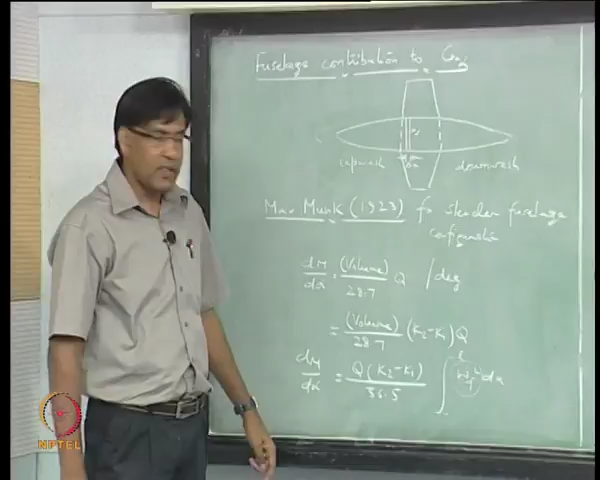 Fuselage contribution to Cmα
upwash
downwash
Max Munk (1923) for slender fuselage
configuration
dM/dα = (Volume)/28.7 Q /deg
= (Volume)/28.7 (K2-K1) Q
dM/dα = Q(K2-K1)/36.5 ∫ wf² dx
NPTEL